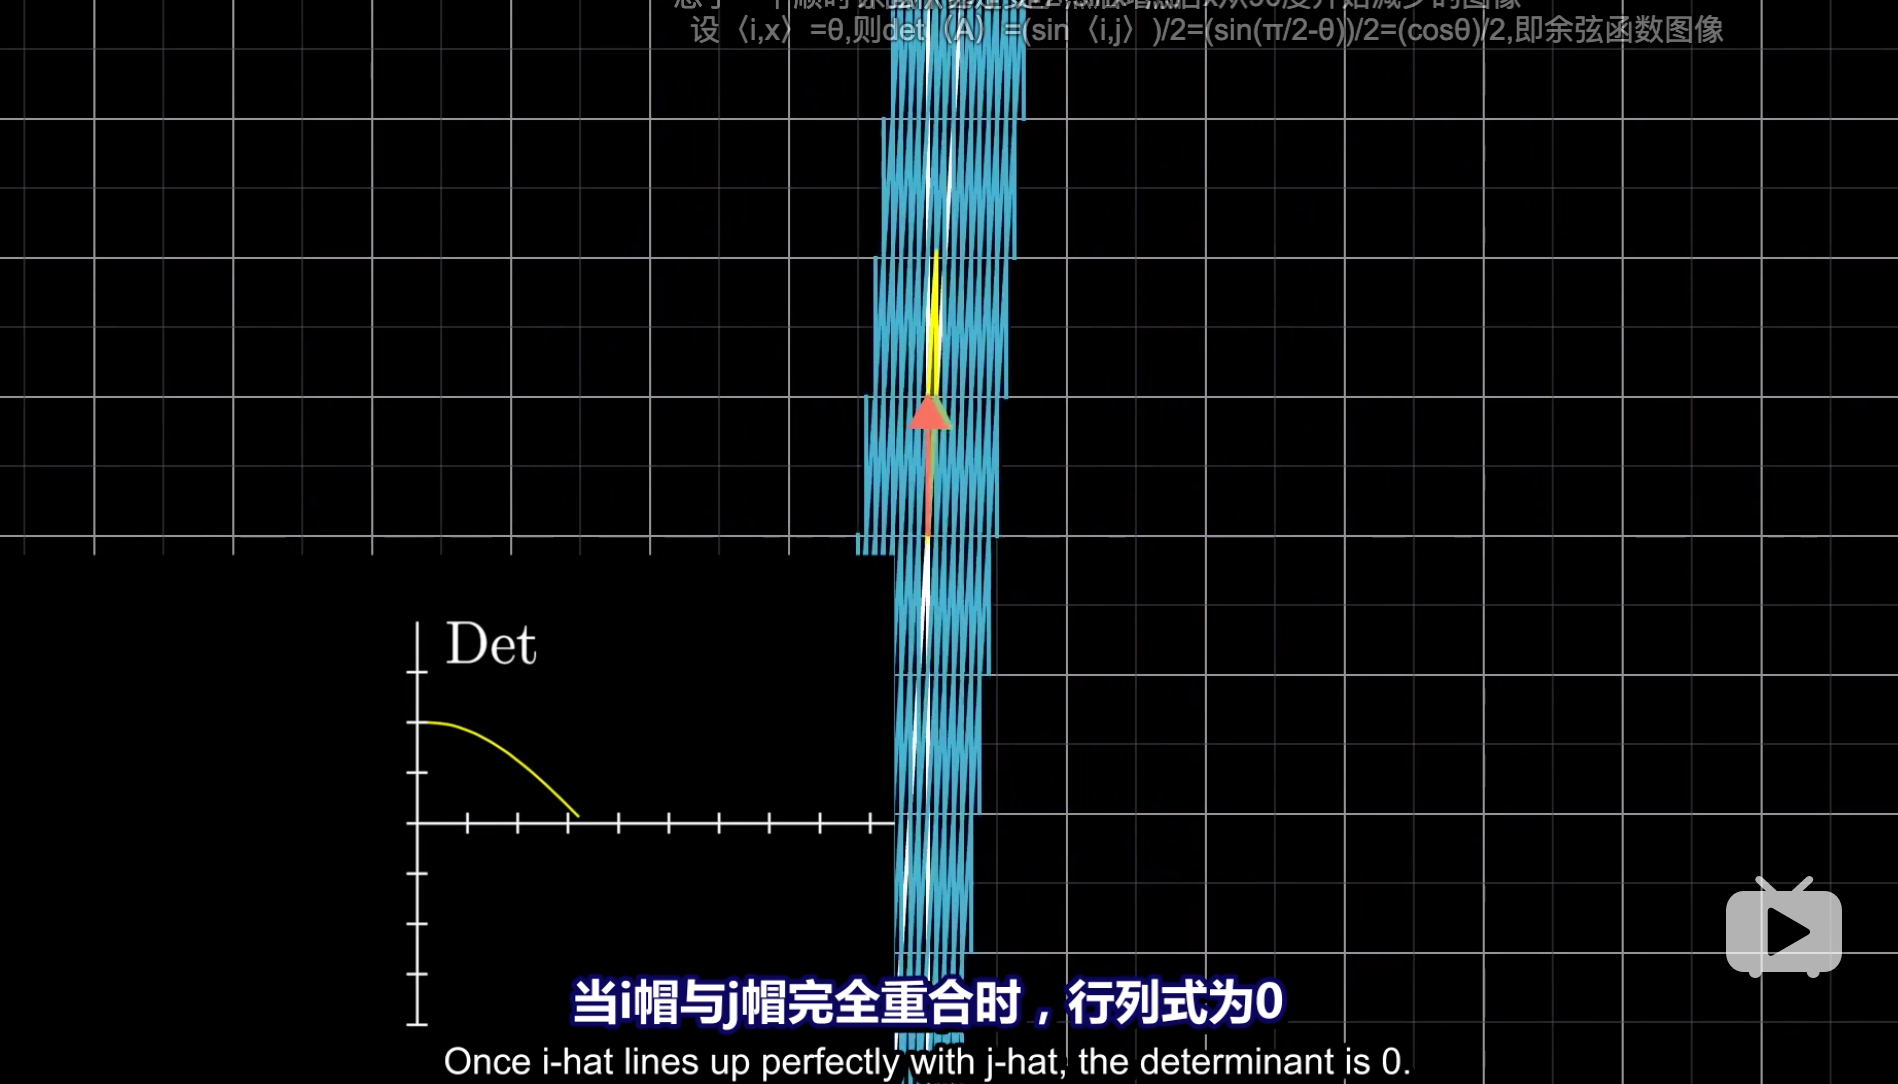 设〈i,x〉=θ,则det（A）=(sin〈i,j〉)/2=(sin(π/2-θ))/2=(cosθ)/2,即余弦函数图像
Det
当i帽与j帽完全重合时，行列式为0
Once i-hat lines up perfectly with j-hat, the determinant is 0.